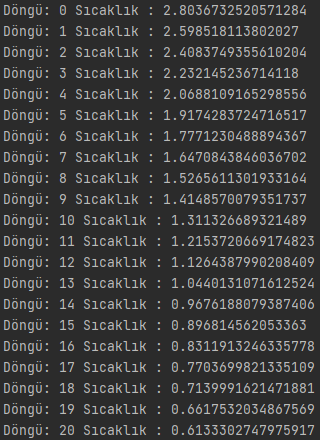 Döngü: 0 Sıcaklık : 2.8036732520571284
Döngü: 1 Sıcaklık : 2.598518113802027
Döngü: 2 Sıcaklık : 2.4083749355610204
Döngü: 3 Sıcaklık : 2.232145236714118
Döngü: 4 Sıcaklık : 2.0688109165298556
Döngü: 5 Sıcaklık : 1.9174283724716517
Döngü: 6 Sıcaklık : 1.7771230488894367
Döngü: 7 Sıcaklık : 1.6470843846036702
Döngü: 8 Sıcaklık : 1.5265611301933164
Döngü: 9 Sıcaklık : 1.4148570079351737
Döngü: 10 Sıcaklık : 1.311326689321489
Döngü: 11 Sıcaklık : 1.2153720669174823
Döngü: 12 Sıcaklık : 1.1264387990208409
Döngü: 13 Sıcaklık : 1.0440131071612524
Döngü: 14 Sıcaklık : 0.9676188079387406
Döngü: 15 Sıcaklık : 0.896814562053363
Döngü: 16 Sıcaklık : 0.8311913246335778
Döngü: 17 Sıcaklık : 0.7703699821335109
Döngü: 18 Sıcaklık : 0.7139991621471881
Döngü: 19 Sıcaklık : 0.6617532034867569
Döngü: 20 Sıcaklık : 0.6133302747975917